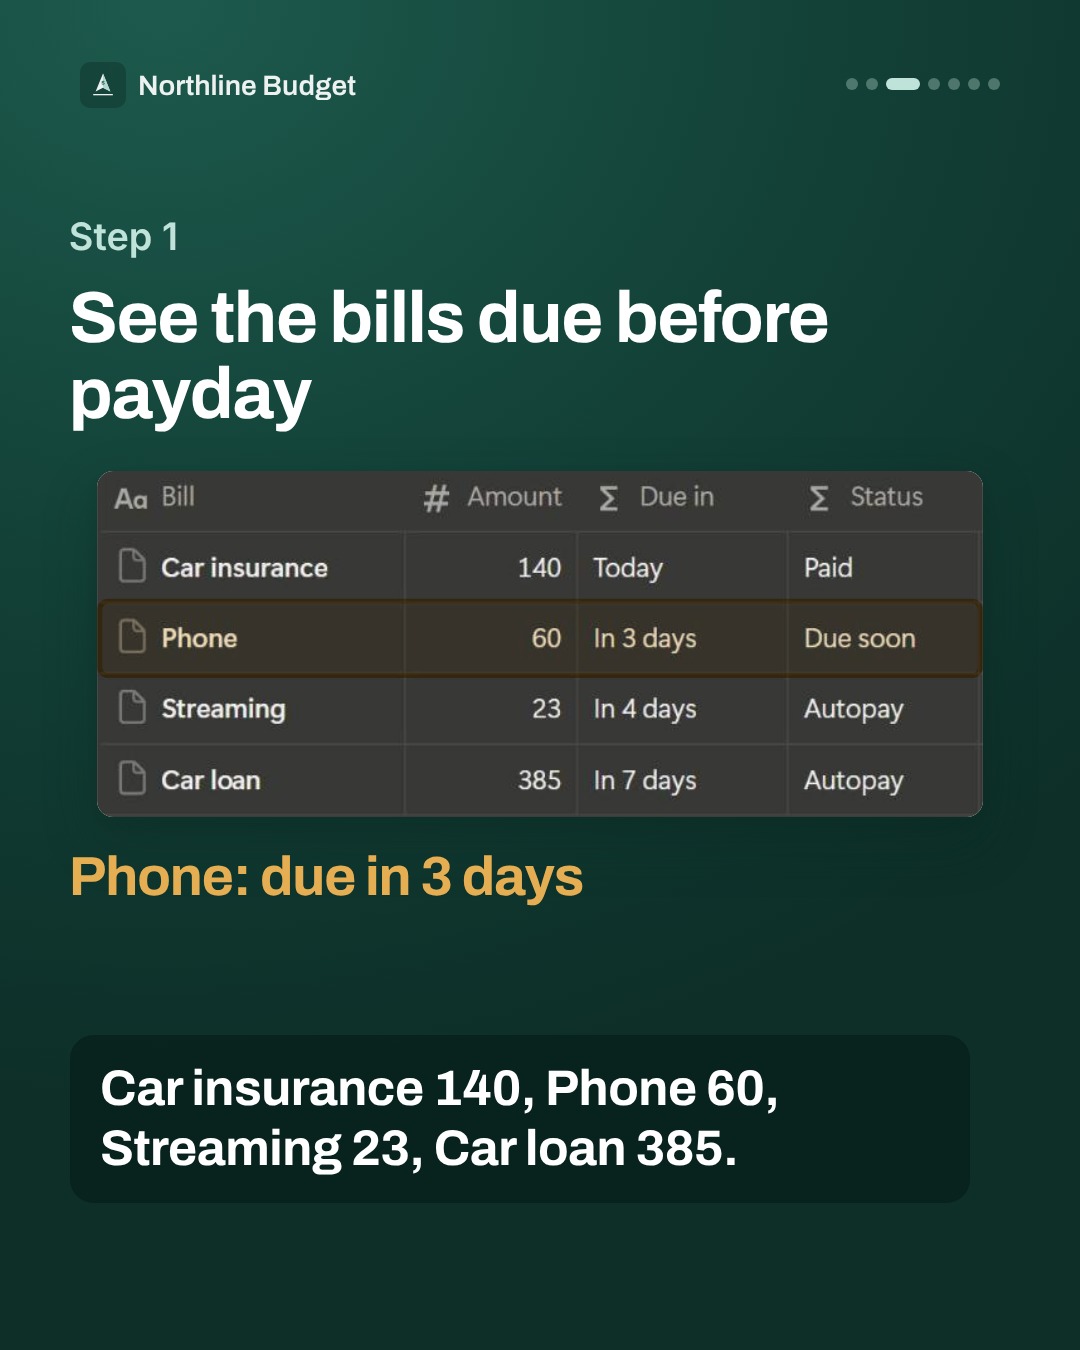 Northline Budget
Step 1
See the bills due before
payday
Aa Bill # Amount Σ Due in Σ Status
Car insurance 140 Today Paid
Phone 60 In 3 days Due soon
Streaming 23 In 4 days Autopay
Car loan 385 In 7 days Autopay
Phone: due in 3 days
Car insurance 140, Phone 60,
Streaming 23, Car loan 385.